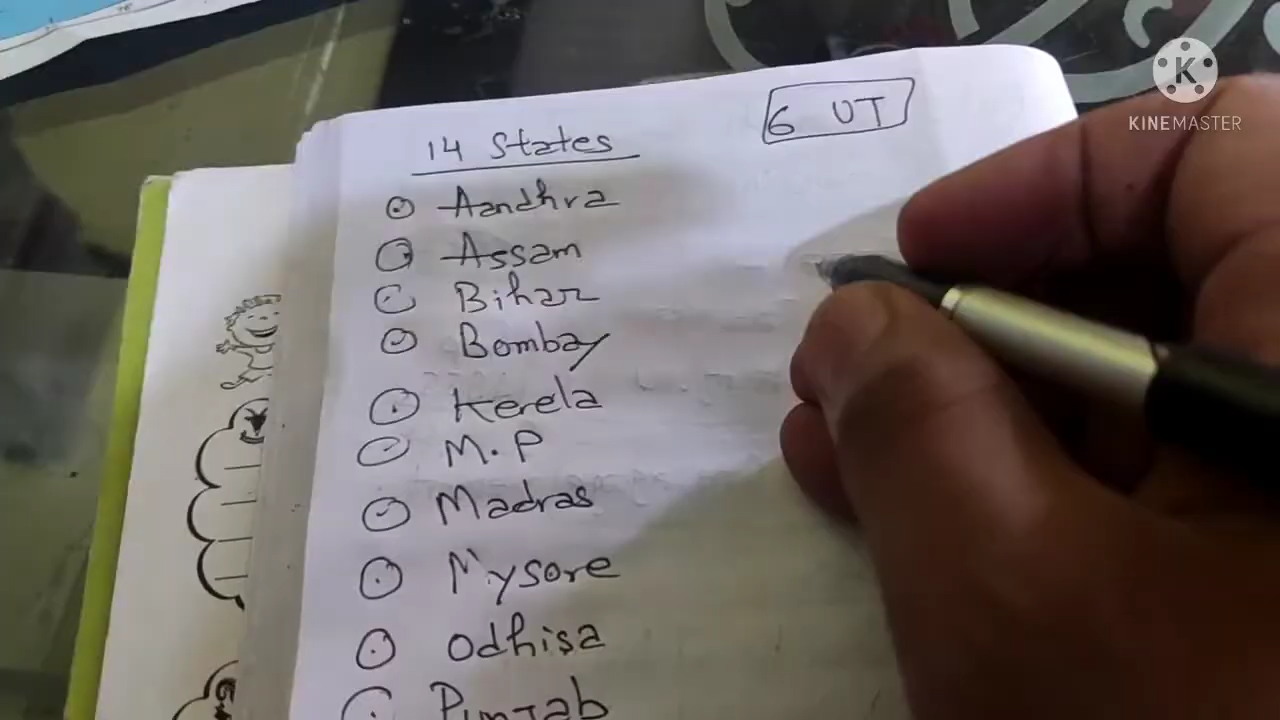 14 States
6 UT
Aandhra
Assam
Bihar
Bombay
Kerela
M.P
Madras
Mysore
Odhisa
Punjab
K
KINEMASTER